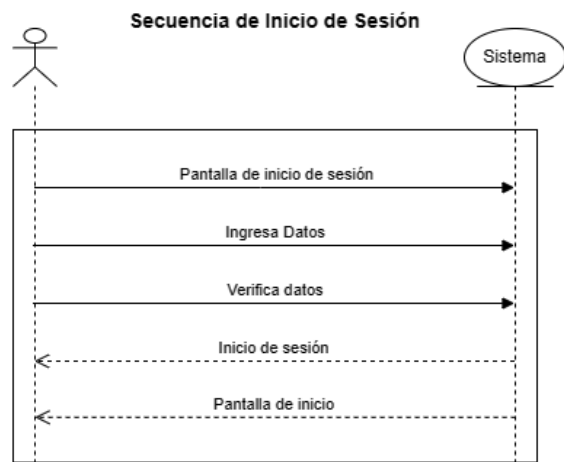 Secuencia de Inicio de Sesión
Sistema
Pantalla de inicio de sesión
Ingresa Datos
Verifica datos
Inicio de sesión
Pantalla de inicio